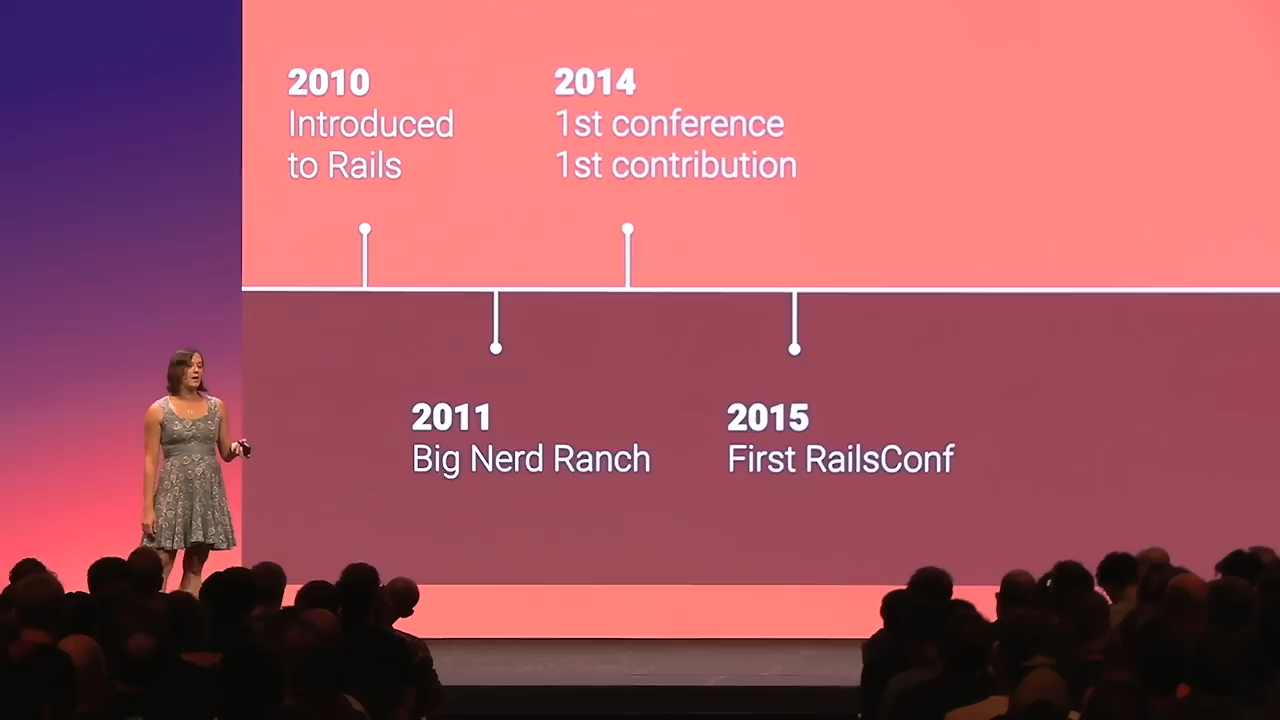 2010
Introduced
to Rails
2014
1st conference
1st contribution
2011
Big Nerd Ranch
2015
First RailsConf